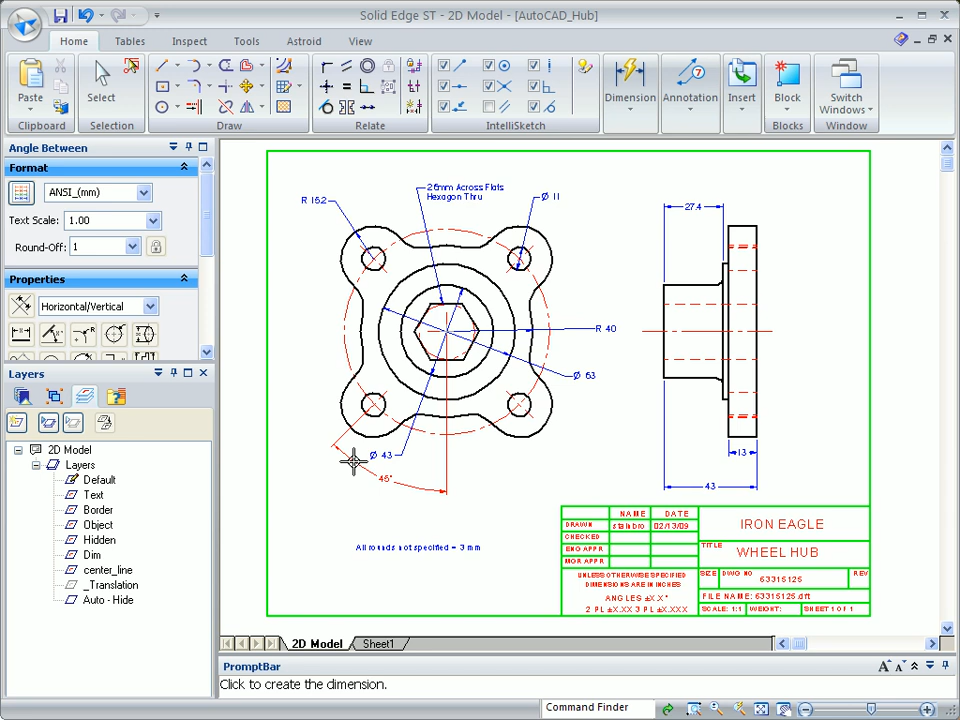 Solid Edge ST - 2D Model - [AutoCAD_Hub]
Home Tables Inspect Tools Astroid View
Paste Select Dimension Annotation Insert Block Switch Windows
Clipboard Selection Draw Relate IntelliSketch Blocks Window
Angle Between
Format
ANSI_(mm)
Text Scale: 1.00
Round-Off: 1
Properties
Horizontal/Vertical
Layers
2D Model
Layers
Default
Text
Border
Object
Hidden
Dim
center_line
_Translation
Auto - Hide
R 16.2
26mm Across Flats
Hexagon Thru
Ø 11
27.4
R 40
Ø 63
Ø 43
45°
13
43
All rounds not specified = 3 mm
NAME DATE
DRAWN stainbro 02/13/09
CHECKED
ENG APPR
MGR APPR
UNLESS OTHERWISE SPECIFIED
DIMENSIONS ARE IN INCHES
ANGLES ±X.X°
2 PL ±X.XX 3 PL ±X.XXX
IRON EAGLE
TITLE
WHEEL HUB
SIZE DWG NO REV
63316125
FILE NAME: 63316125.dft
SCALE: 1:1 WEIGHT: SHEET 1 OF 1
2D Model Sheet1
PromptBar
Click to create the dimension.
Command Finder